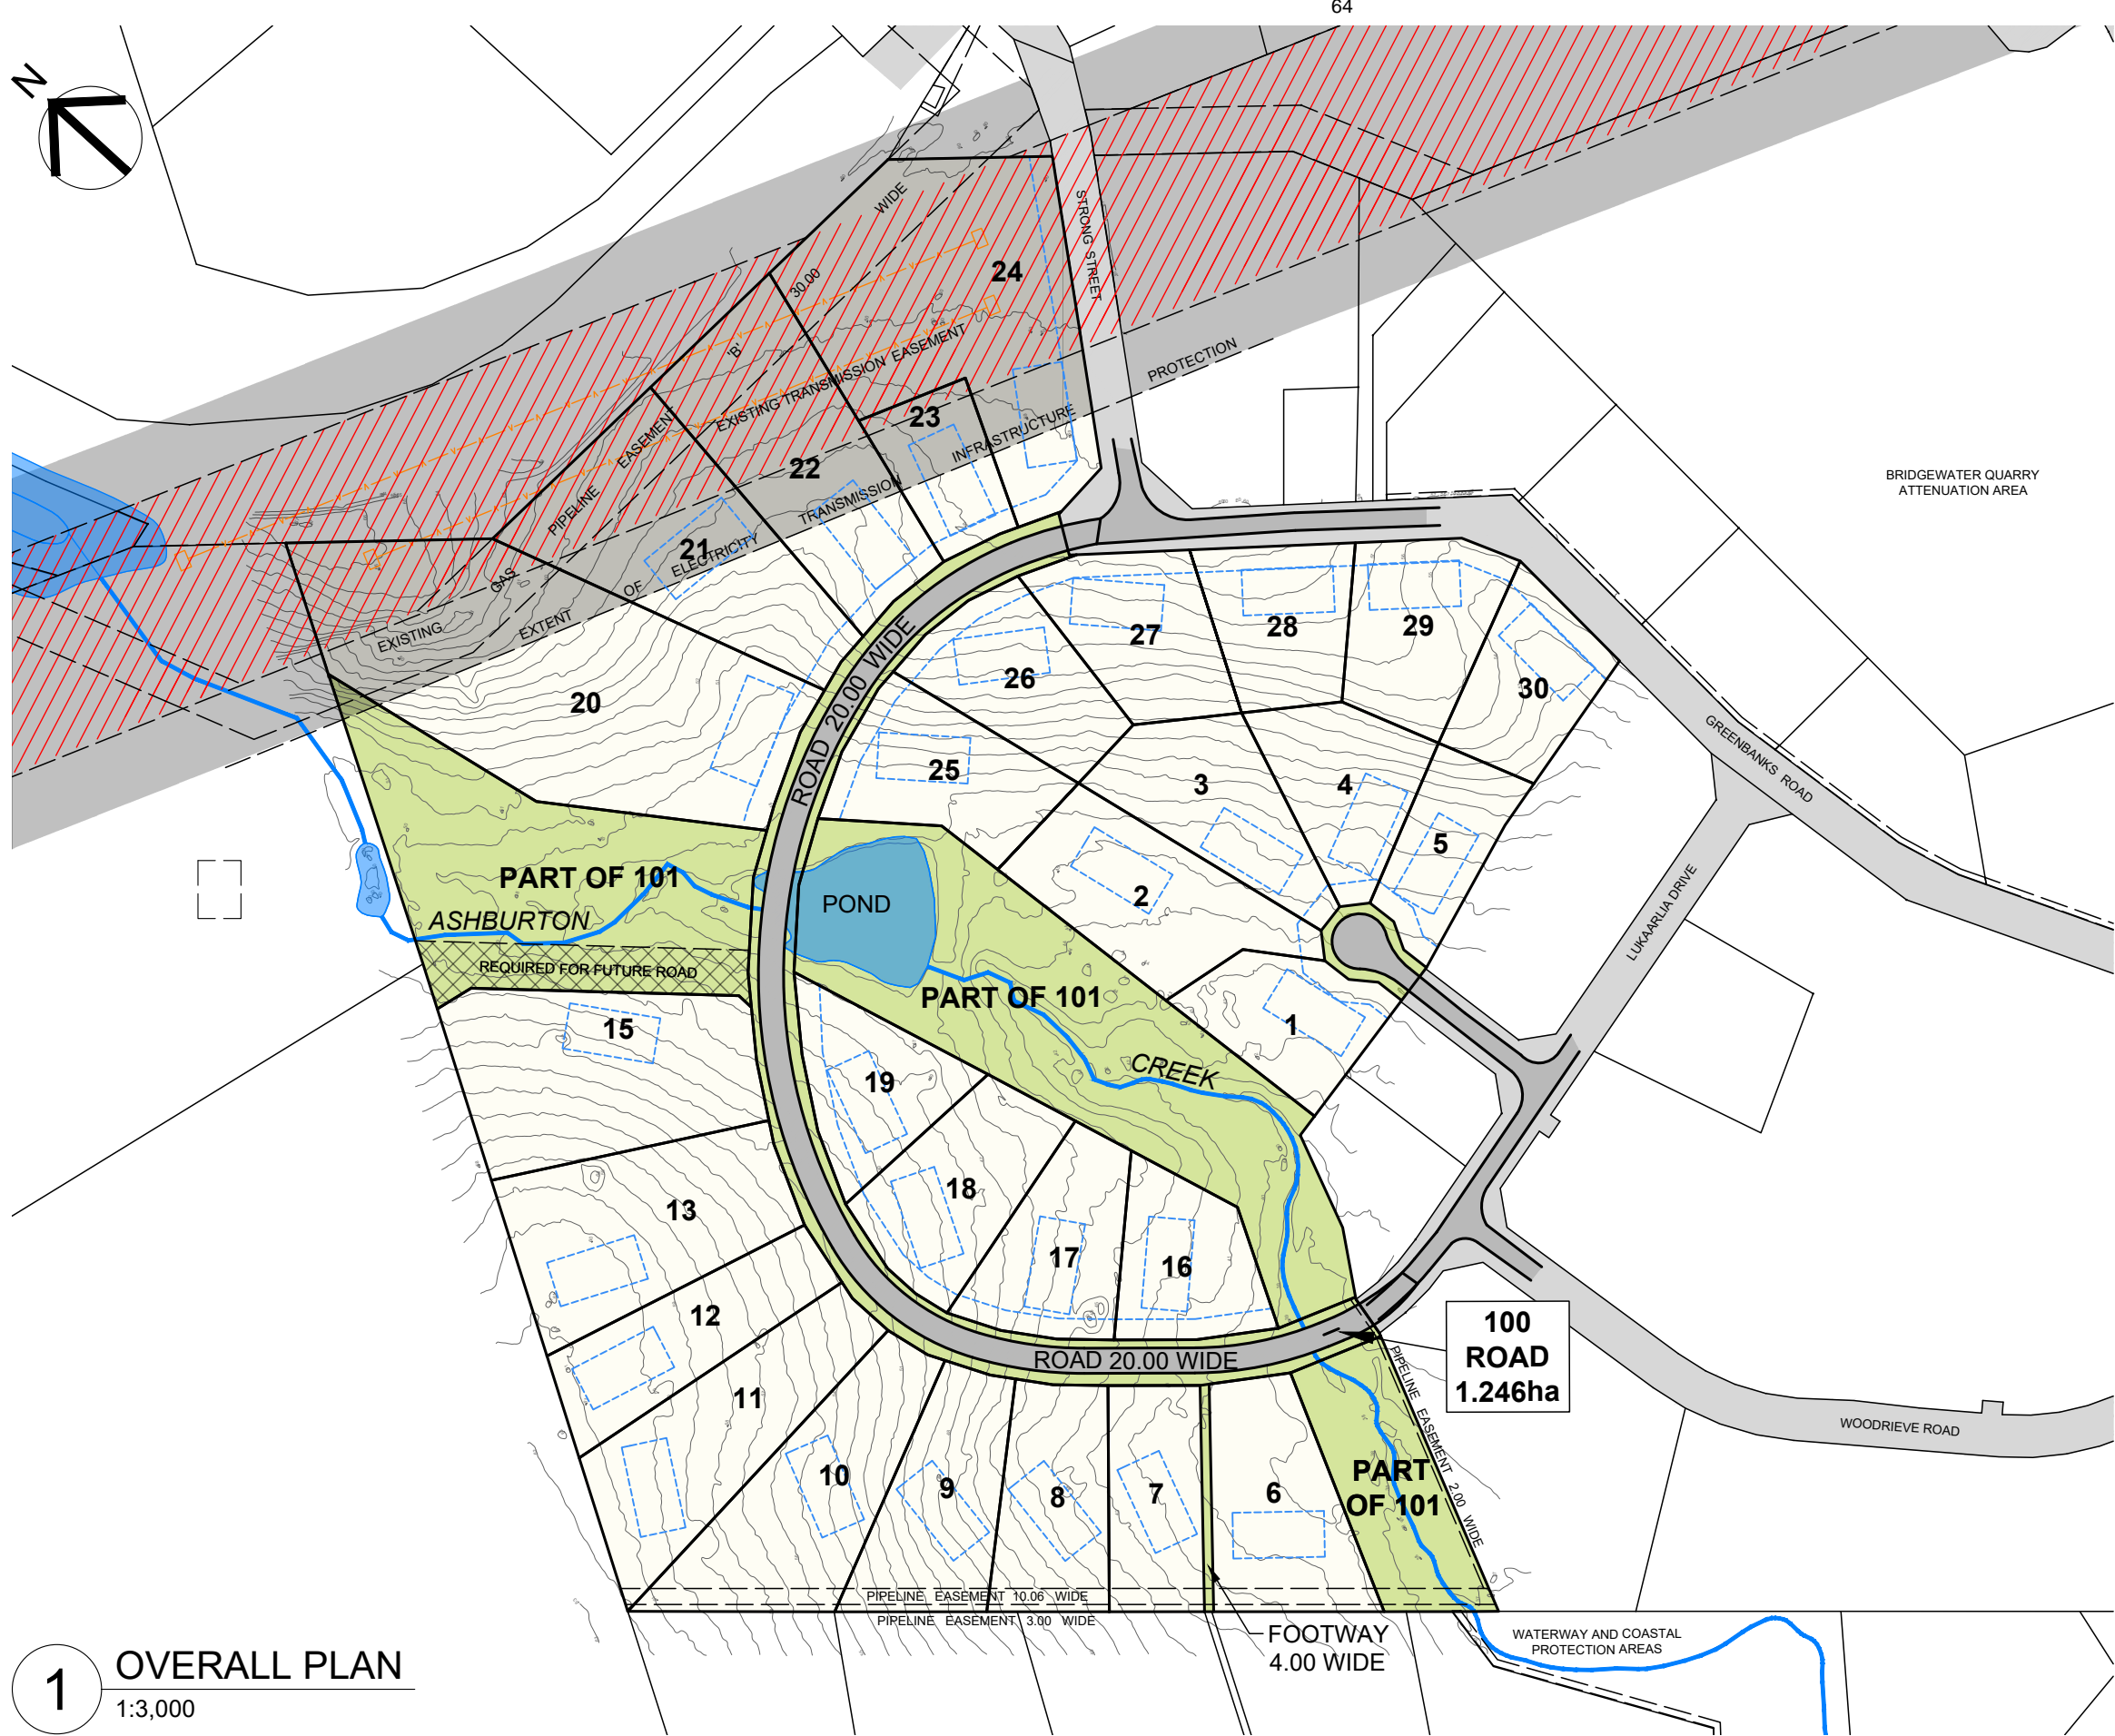 64
N
WIDE
STRONG STREET
24
30.00
'B'
EXISTING TRANSMISSION EASEMENT
PROTECTION
23
INFRASTRUCTURE
EASEMENT
22
BRIDGEWATER QUARRY
ATTENUATION AREA
TRANSMISSION
PIPELINE
21
ELECTRICITY
GAS
OF
EXTENT
EXISTING
27
28
29
26
30
20
ROAD 20.00 WIDE
25
3
4
5
GREENBANKS ROAD
PART OF 101
POND
2
ASHBURTON
LUKAARLIA DRIVE
REQUIRED FOR FUTURE ROAD
PART OF 101
15
1
19
CREEK
18
13
17
16
12
100
ROAD
1.246ha
ROAD 20.00 WIDE
11
PIPELINE EASEMENT 2.00 WIDE
WOODRIEVE ROAD
10
9
8
7
6
PART
OF 101
PIPELINE EASEMENT 10.06 WIDE
PIPELINE EASEMENT 3.00 WIDE
FOOTWAY
4.00 WIDE
WATERWAY AND COASTAL
PROTECTION AREAS
1
OVERALL PLAN
1:3,000